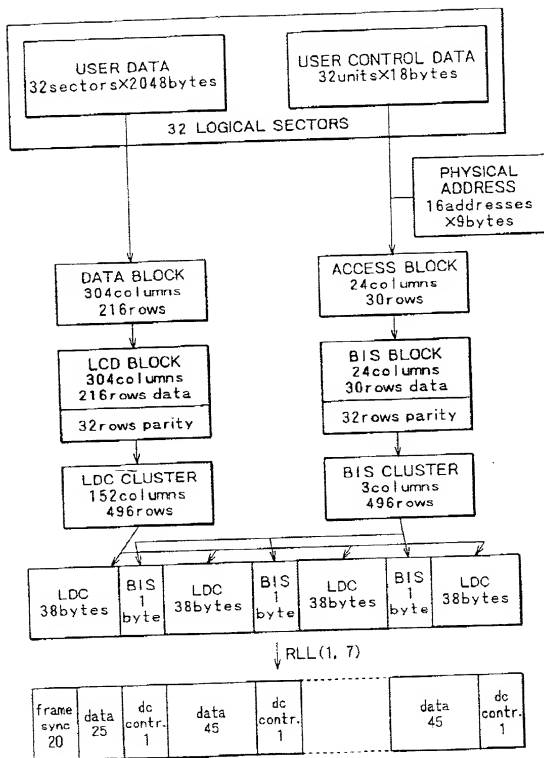 USER DATA
32sectors×2048bytes
USER CONTROL DATA
32units×18bytes
32 LOGICAL SECTORS
PHYSICAL
ADDRESS
16addresses
×9bytes
DATA BLOCK
304columns
216rows
ACCESS BLOCK
24columns
30rows
LCD BLOCK
304columns
216rows data
32rows parity
BIS BLOCK
24columns
30rows data
32rows parity
LDC CLUSTER
152columns
496rows
BIS CLUSTER
3columns
496rows
LDC
38bytes
BIS
1
byte
LDC
38bytes
BIS
1
byte
LDC
38bytes
BIS
1
byte
LDC
38bytes
RLL(1, 7)
frame
sync
20
data
25
dc
contr.
1
data
45
dc
contr.
1
data
45
dc
contr.
1